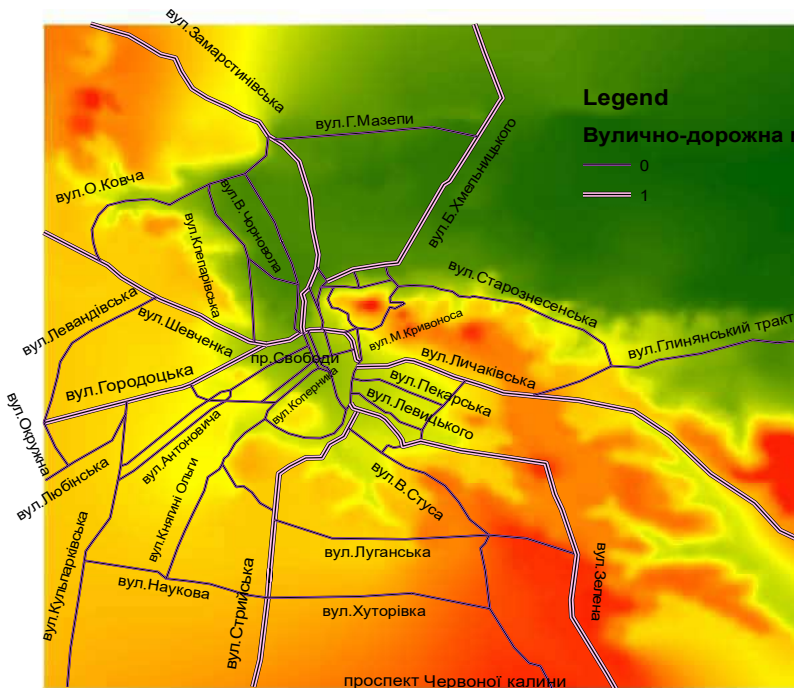 вул.Замарстинівська
Legend
вул.Г.Мазепи
Вулично-дорожна
0
вул.О.Ковча
вул.Б.Хмельницького
1
вул.В.Чорновола
вул.Клепарівська
вул.Старознесенська
вул.Левандівська
вул.Шевченка
вул.М.Кривоноса
вул.Глинянський тракт
пр.Свободи
вул.Личаківська
вул.Городоцька
вул.Пекарська
вул.Коперника
вул.Левицького
вул.Окружна
вул.Антоновича
вул.Любінська
вул.В.Стуса
вул.Княгині Ольги
вул.Кульпарківська
вул.Луганська
вул.Зелена
вул.Наукова
вул.Стрийська
вул.Хуторівка
проспект Червоної калини